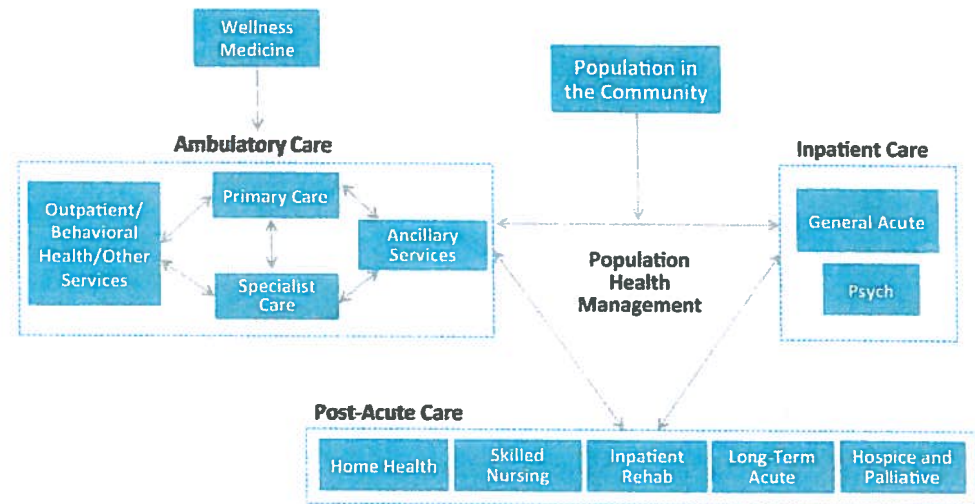 Wellness
Medicine
Population in
the Community
Ambulatory Care
Inpatient Care
Outpatient/
Behavioral
Health/Other
Services
Primary Care
Specialist
Care
Ancillary
Services
Population
Health
Management
General Acute
Psych
Post-Acute Care
Home Health
Skilled
Nursing
Inpatient
Rehab
Long-Term
Acute
Hospice and
Palliative